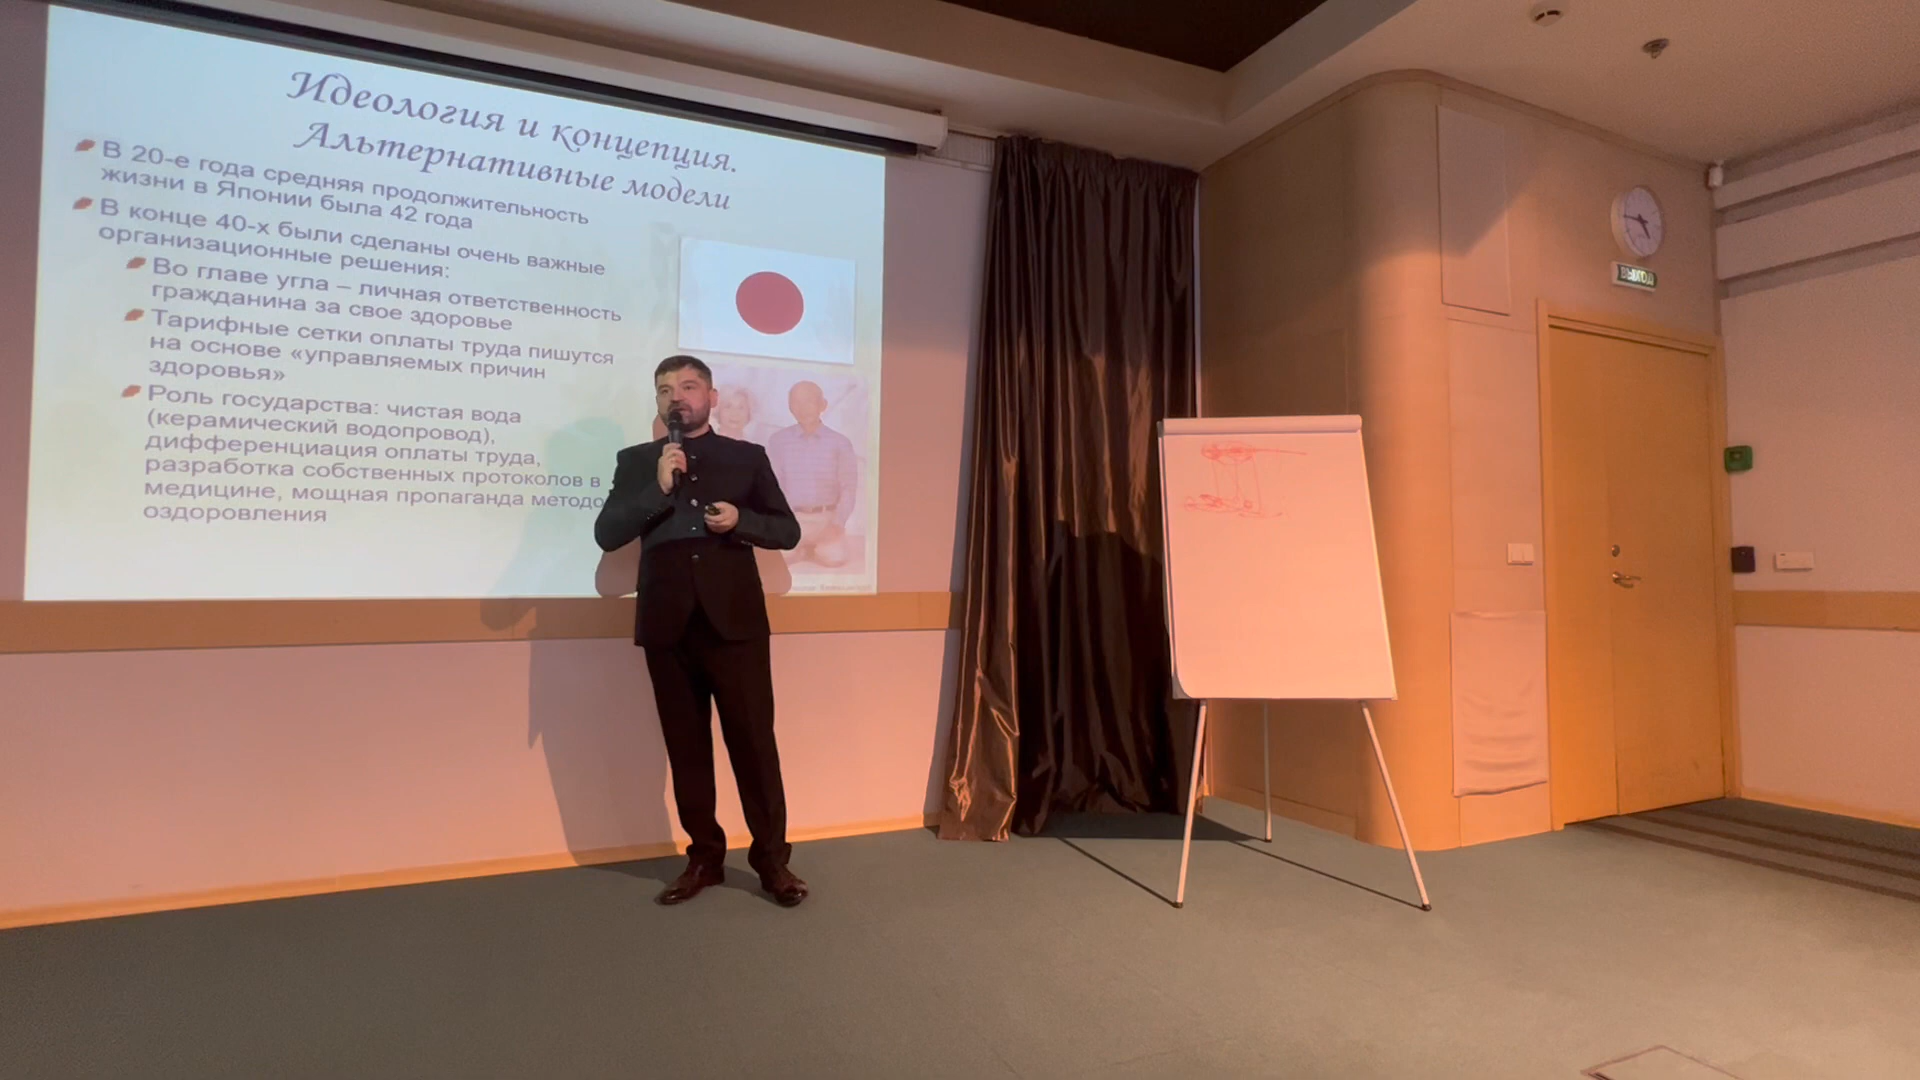 Идеология и концепция.
Альтернативные модели
В 20-е года средняя продолжительность
жизни в Японии была 42 года
В конце 40-х были сделаны очень важные
организационные решения:
Во главе угла – личная ответственность
гражданина за свое здоровье
Тарифные сетки оплаты труда пишутся
на основе «управляемых причин
здоровья»
Роль государства: чистая вода
(керамический водопровод),
дифференциация оплаты труда,
разработка собственных протоколов в
медицине, мощная пропаганда методо
оздоровления
ВЫХОД